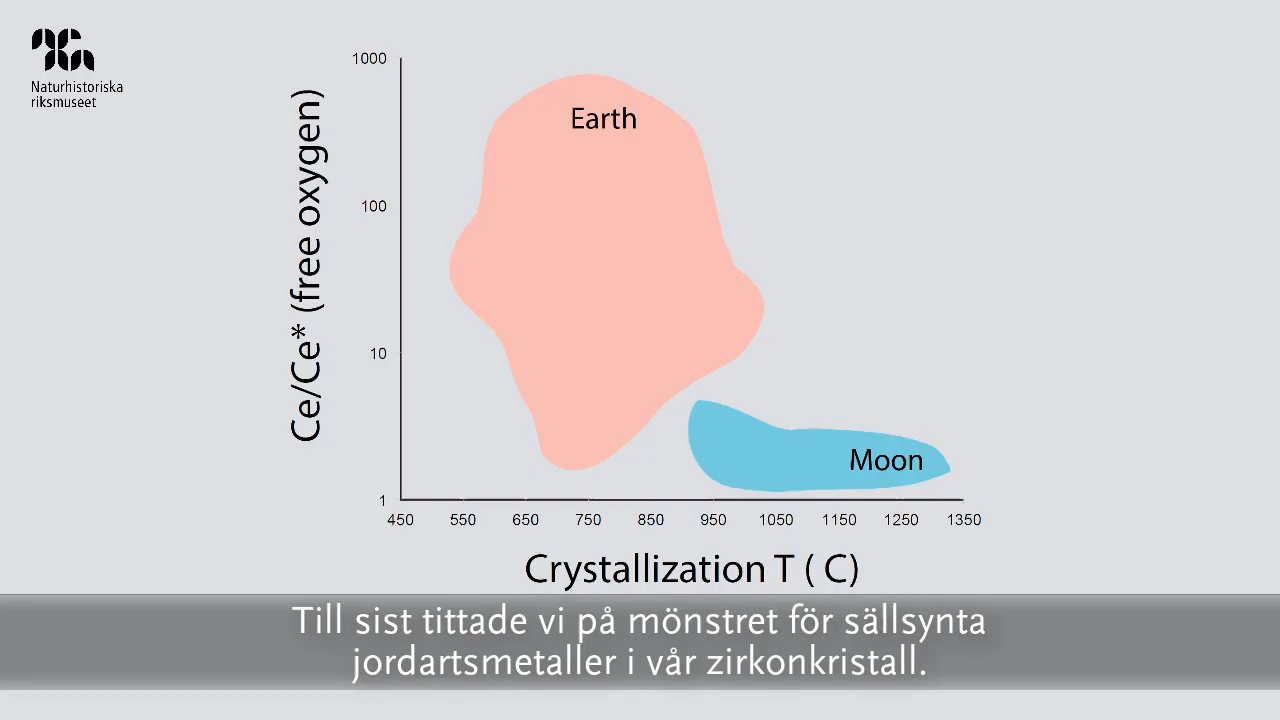 Naturhistoriska
riksmuseet
Ce/Ce* (free oxygen)
1000
100
10
1
Earth
Moon
450 550 650 750 850 950 1050 1150 1250 1350
Crystallization T ( C)
Till sist tittade vi på mönstret för sällsynta
jordartsmetaller i vår zirkonkristall.